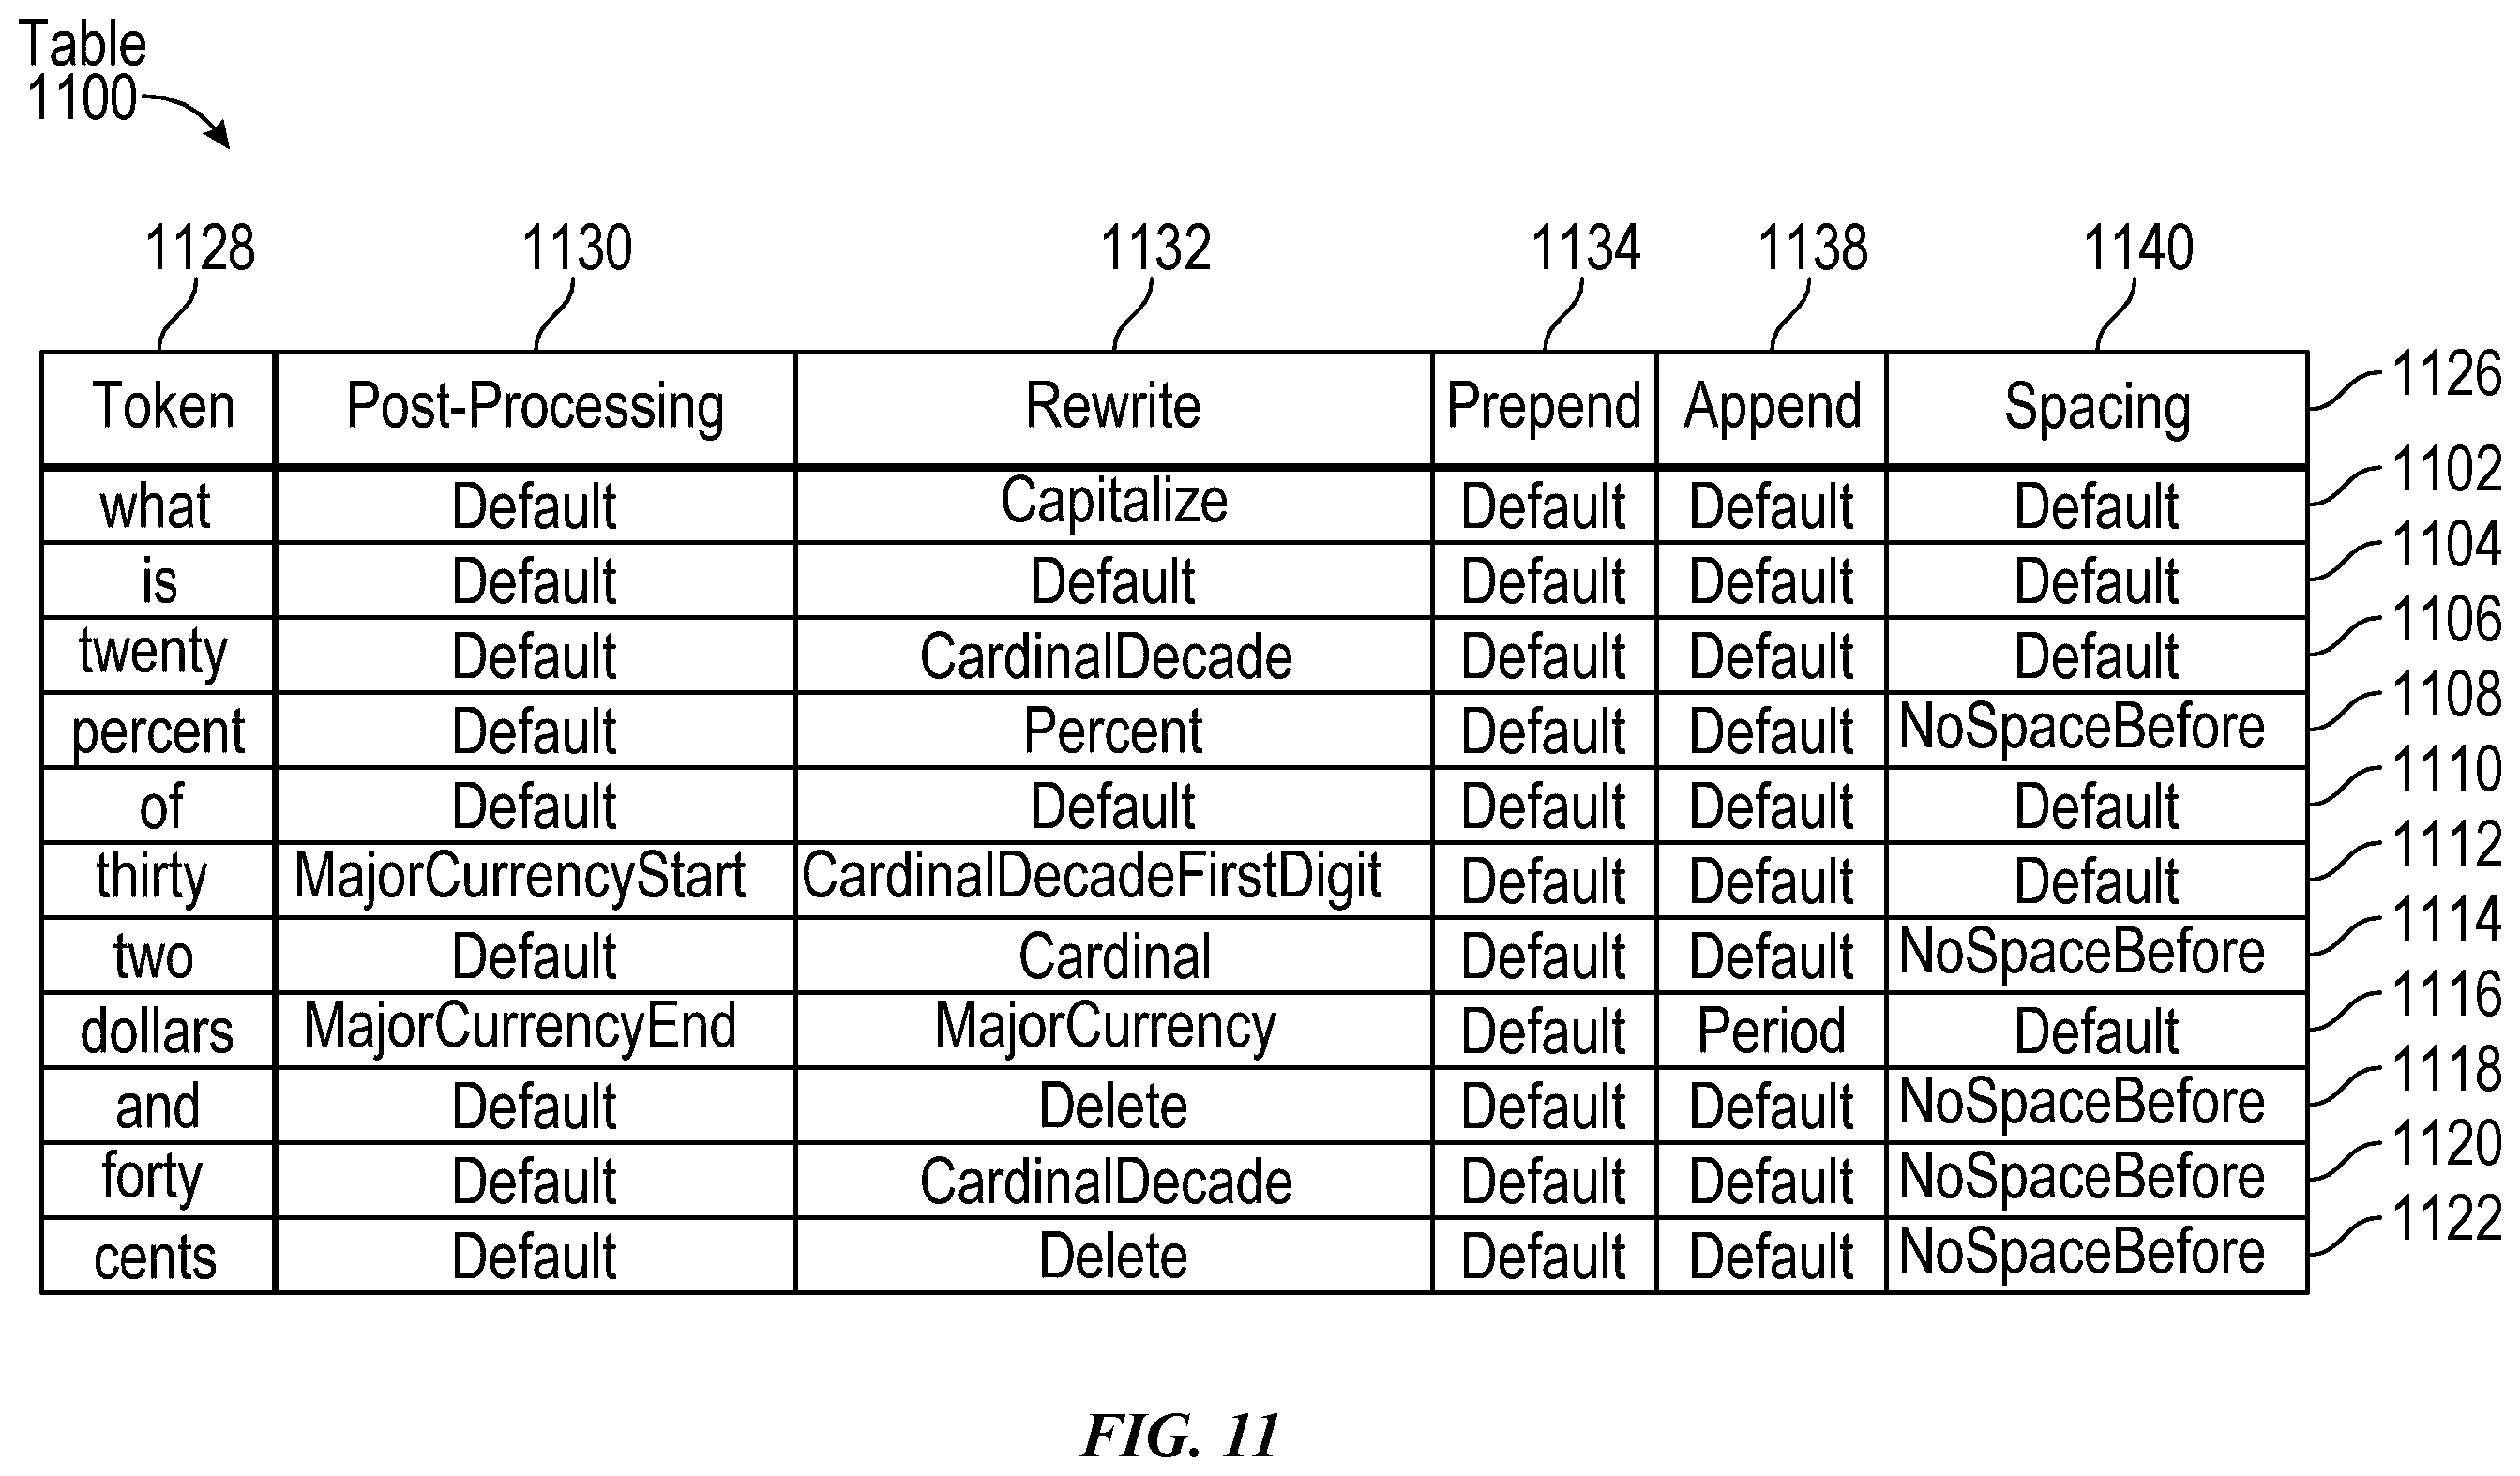 Table
1100
1128 1130 1132 1134 1138 1140
Token Post-Processing Rewrite Prepend Append Spacing 1126
what Default Capitalize Default Default Default 1102
is Default Default Default Default Default 1104
twenty Default CardinalDecade Default Default Default 1106
percent Default Percent Default Default NoSpaceBefore 1108
of Default Default Default Default Default 1110
thirty MajorCurrencyStart CardinalDecadeFirstDigit Default Default Default 1112
two Default Cardinal Default Default NoSpaceBefore 1114
dollars MajorCurrencyEnd MajorCurrency Default Period Default 1116
and Default Delete Default Default NoSpaceBefore 1118
forty Default CardinalDecade Default Default NoSpaceBefore 1120
cents Default Delete Default Default NoSpaceBefore 1122
FIG. 11